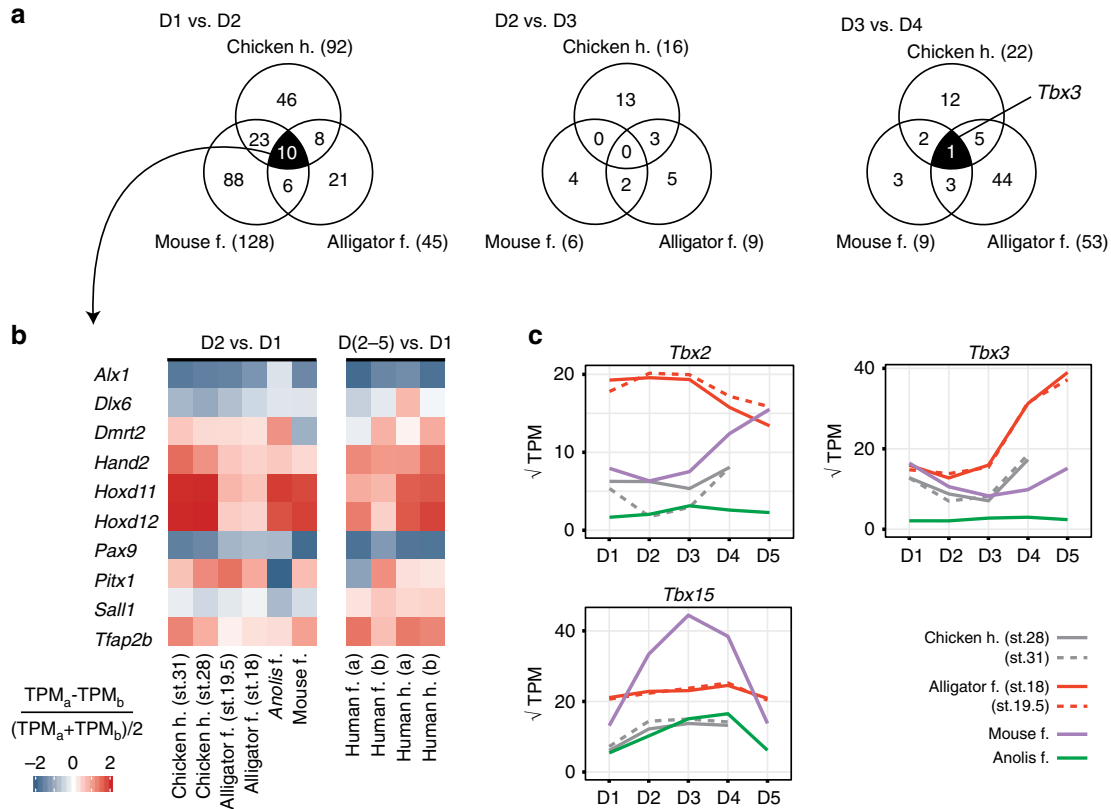 a
D1 vs. D2
Chicken h. (92)
46
23
8
10
88
6
21
Mouse f. (128)
Alligator f. (45)
D2 vs. D3
Chicken h. (16)
13
0
3
0
4
2
5
Mouse f. (6)
Alligator f. (9)
D3 vs. D4
Chicken h. (22)
Tbx3
12
2
5
1
3
3
44
Mouse f. (9)
Alligator f. (53)
b
D2 vs. D1
D(2–5) vs. D1
Alx1
Dlx6
Dmrt2
Hand2
Hoxd11
Hoxd12
Pax9
Pitx1
Sall1
Tfap2b
Chicken h. (st.31)
Chicken h. (st.28)
Alligator f. (st.19.5)
Alligator f. (st.18)
Anolis f.
Mouse f.
Human f. (a)
Human f. (b)
Human h. (a)
Human h. (b)
TPMa-TPMb
(TPMa+TPMb)/2
–2 0 2
c
Tbx2
20
10
0
√ TPM
D1 D2 D3 D4 D5
Tbx3
40
20
0
√ TPM
D1 D2 D3 D4 D5
Tbx15
40
20
0
√ TPM
D1 D2 D3 D4 D5
Chicken h. (st.28)
(st.31)
Alligator f. (st.18)
(st.19.5)
Mouse f.
Anolis f.